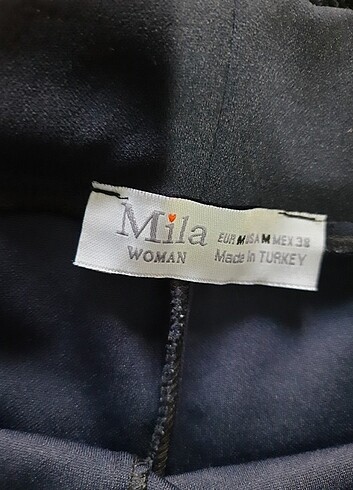 Mila
WOMAN
EUR M USA M MEX 38
Made in TURKEY